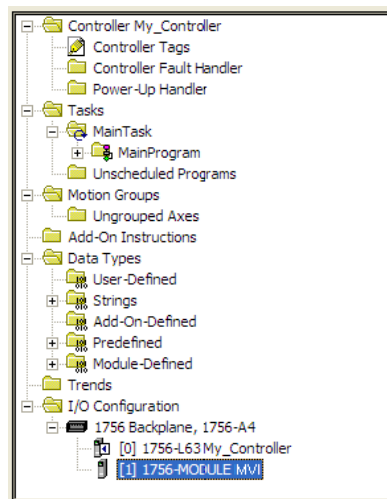 Controller My_Controller
Controller Tags
Controller Fault Handler
Power-Up Handler
Tasks
MainTask
MainProgram
Unscheduled Programs
Motion Groups
Ungrouped Axes
Add-On Instructions
Data Types
User-Defined
Strings
Add-On-Defined
Predefined
Module-Defined
Trends
I/O Configuration
1756 Backplane, 1756-A4
[0] 1756-L63 My_Controller
[1] 1756-MODULE MVI